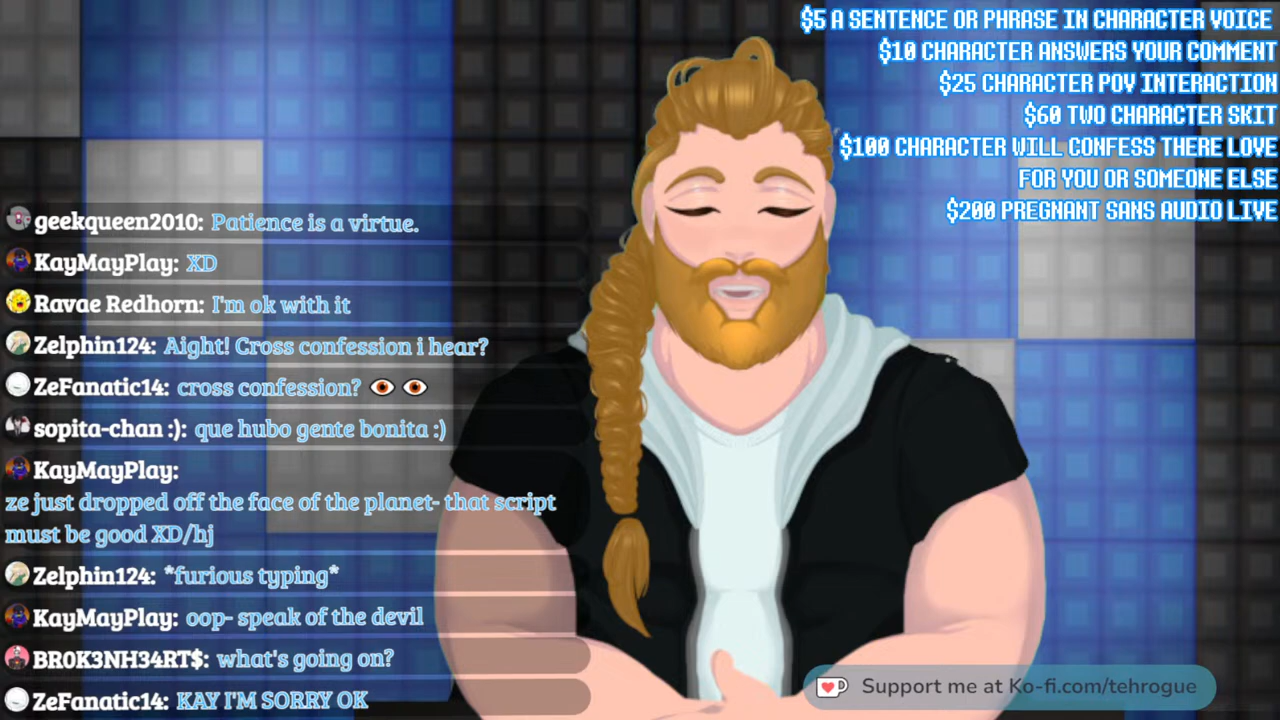 $5 A SENTENCE OR PHRASE IN CHARACTER VOICE
$10 CHARACTER ANSWERS YOUR COMMENT
$25 CHARACTER POV INTERACTION
$60 TWO CHARACTER SKIT
$100 CHARACTER WILL CONFESS THERE LOVE
FOR YOU OR SOMEONE ELSE
$200 PREGNANT SANS AUDIO LIVE
geekqueen2010: Patience is a virtue.
KayMayPlay: XD
Ravae Redhorn: I'm ok with it
Zelphin124: Aight! Cross confession i hear?
ZeFanatic14: cross confession? 👁️ 👁️
sopita-chan :): que hubo gente bonita :)
KayMayPlay:
ze just dropped off the face of the planet- that script
must be good XD/hj
Zelphin124: *furious typing*
KayMayPlay: oop- speak of the devil
BR0K3NH34RT$: what's going on?
ZeFanatic14: KAY I'M SORRY OK
Support me at Ko-fi.com/tehrogue